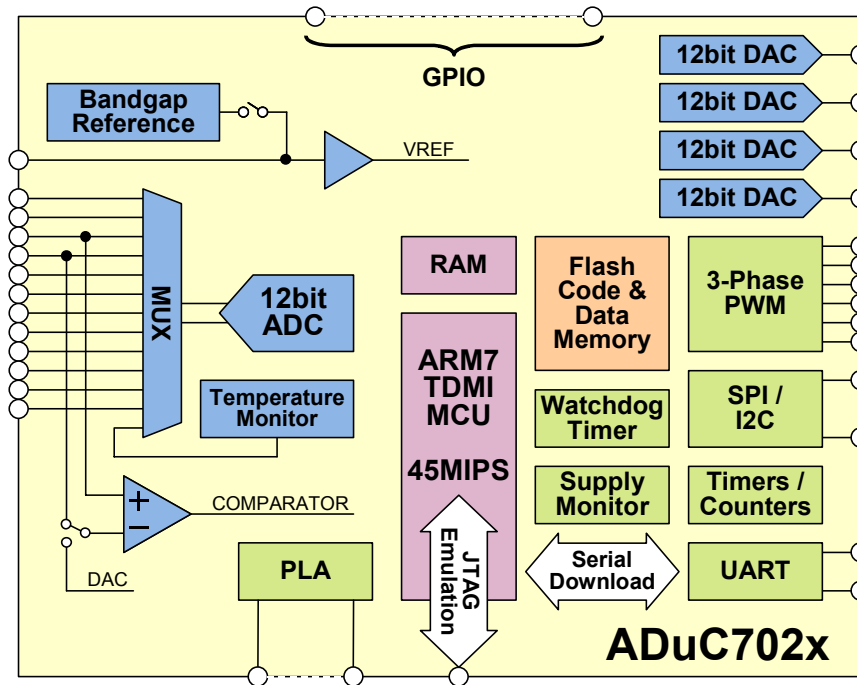 GPIO
12bit DAC
12bit DAC
12bit DAC
12bit DAC
Bandgap
Reference
VREF
MUX
12bit
ADC
Temperature
Monitor
RAM
Flash
Code &
Data
Memory
3-Phase
PWM
ARM7
TDMI
MCU
45MIPS
Watchdog
Timer
SPI /
I2C
Supply
Monitor
Timers /
Counters
+
−
COMPARATOR
DAC
PLA
JTAG
Emulation
Serial
Download
UART
ADuC702x